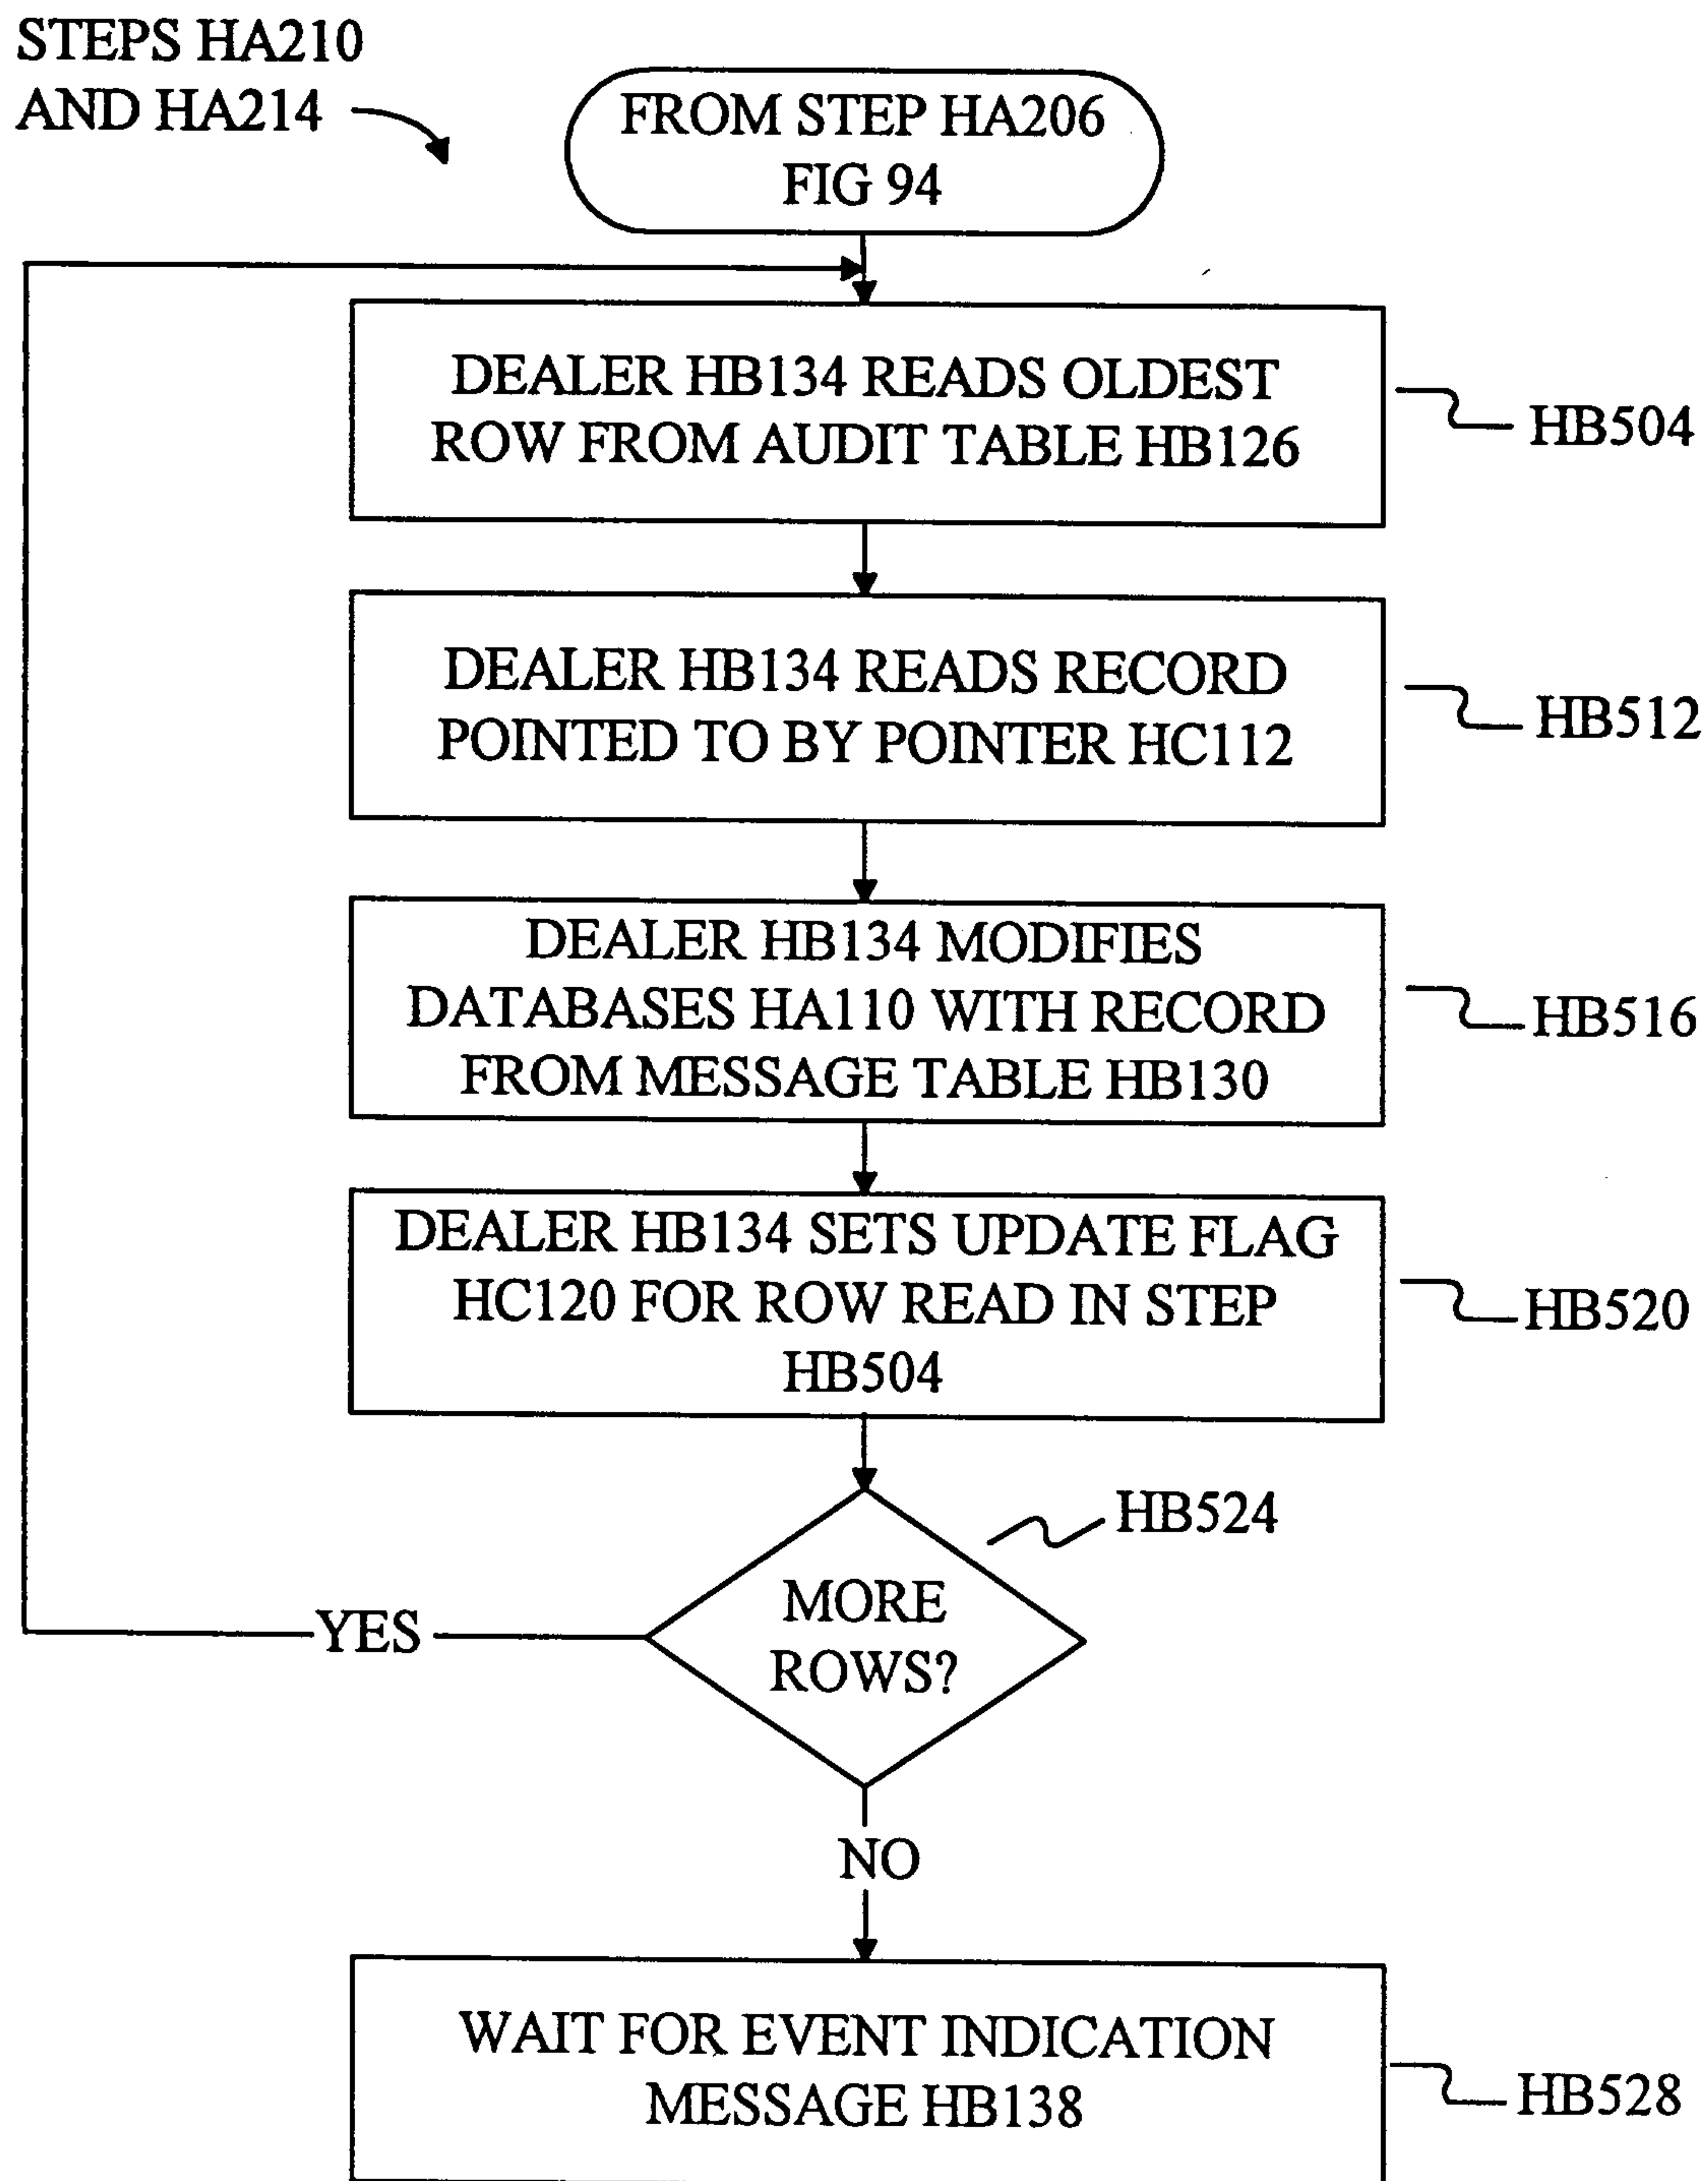 STEPS HA210
AND HA214
FROM STEP HA206
FIG 94
DEALER HB134 READS OLDEST
ROW FROM AUDIT TABLE HB126
HB504
DEALER HB134 READS RECORD
POINTED TO BY POINTER HC112
HB512
DEALER HB134 MODIFIES
DATABASES HA110 WITH RECORD
FROM MESSAGE TABLE HB130
HB516
DEALER HB134 SETS UPDATE FLAG
HC120 FOR ROW READ IN STEP
HB504
HB520
HB524
MORE
ROWS?
YES
NO
WAIT FOR EVENT INDICATION
MESSAGE HB138
HB528